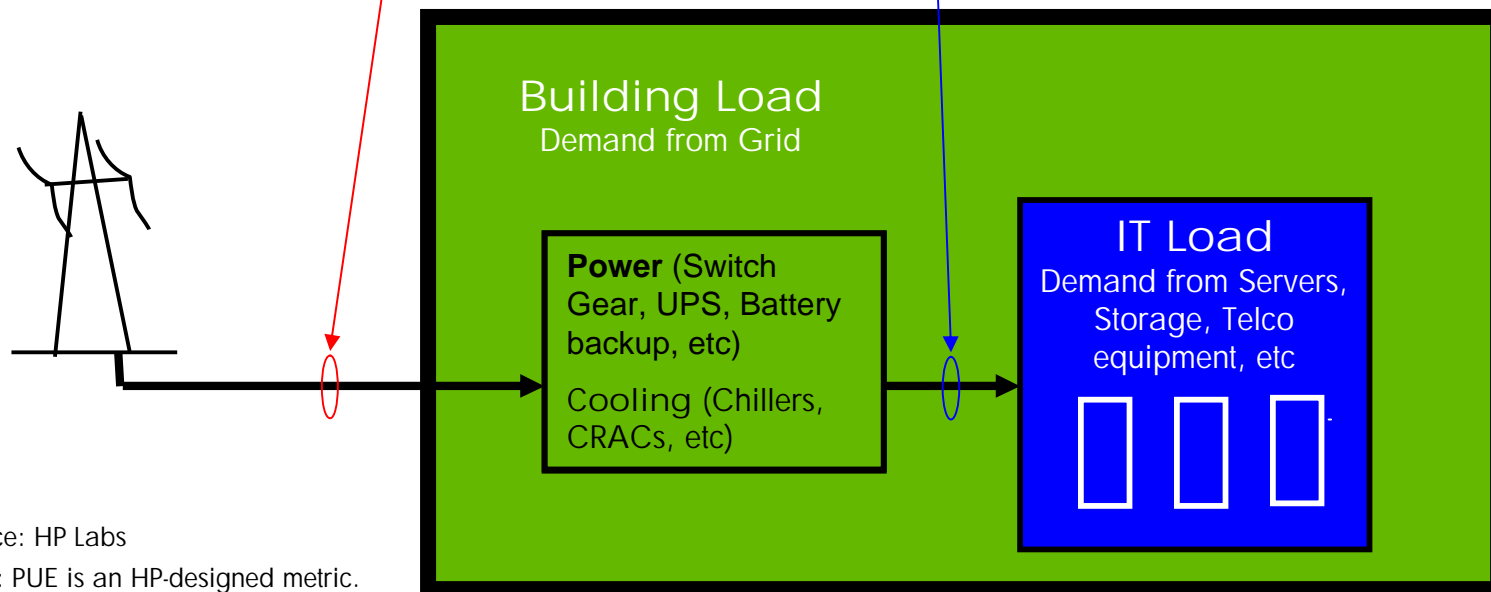 Building Load
Demand from Grid
Power (Switch
Gear, UPS, Battery
backup, etc)
Cooling (Chillers,
CRACs, etc)
IT Load
Demand from Servers,
Storage, Telco
equipment, etc
ce: HP Labs
: PUE is an HP-designed metric.